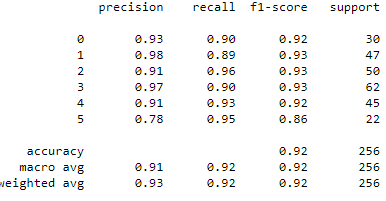 precision recall f1-score support
0 0.93 0.90 0.92 30
1 0.98 0.89 0.93 47
2 0.91 0.96 0.93 50
3 0.97 0.90 0.93 62
4 0.91 0.93 0.92 45
5 0.78 0.95 0.86 22
accuracy 0.92 256
macro avg 0.91 0.92 0.92 256
weighted avg 0.93 0.92 0.92 256